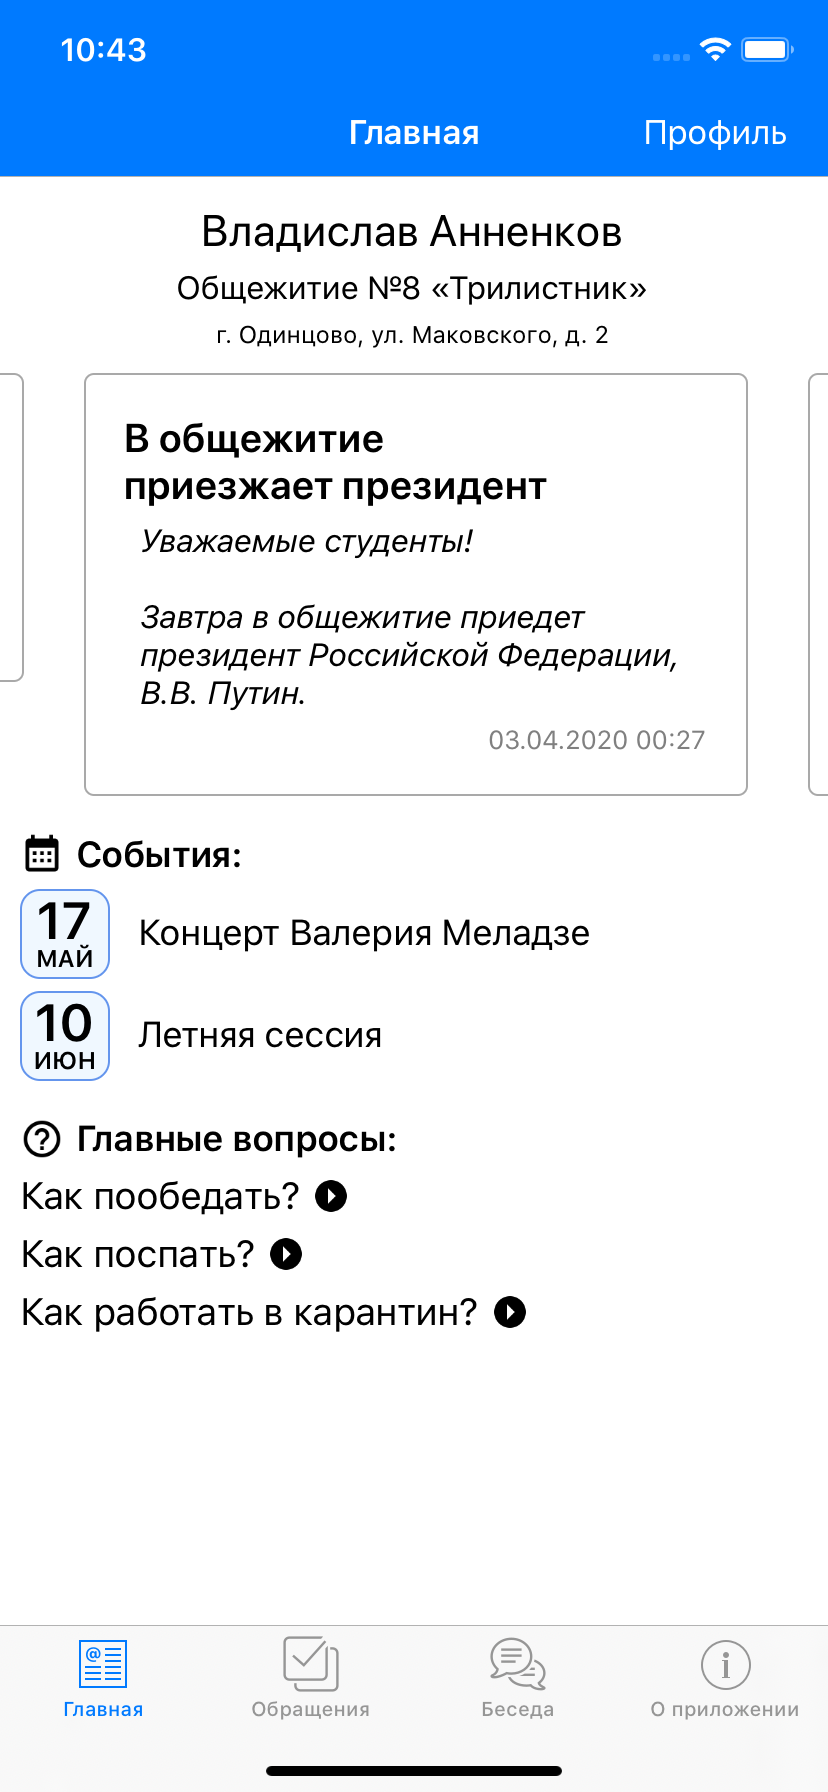 10:43
Главная
Профиль
Владислав Анненков
Общежитие №8 «Трилистник»
г. Одинцово, ул. Маковского, д. 2
В общежитие
приезжает президент
Уважаемые студенты!
Завтра в общежитие приедет
президент Российской Федерации,
В.В. Путин.
03.04.2020 00:27
События:
17
МАЙ
Концерт Валерия Меладзе
10
ИЮН
Летняя сессия
Главные вопросы:
Как пообедать?
Как поспать?
Как работать в карантин?
Главная
Обращения
Беседа
О приложении